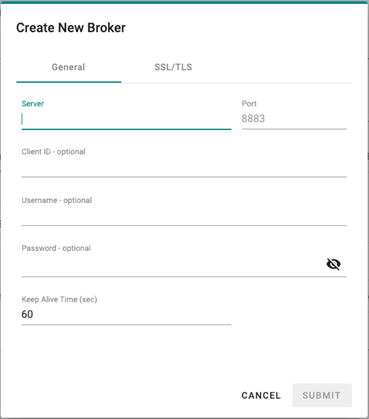 Create New Broker
General SSL/TLS
Server Port
8883
Client ID - optional
Username - optional
Password - optional
Keep Alive Time (sec)
60
CANCEL SUBMIT